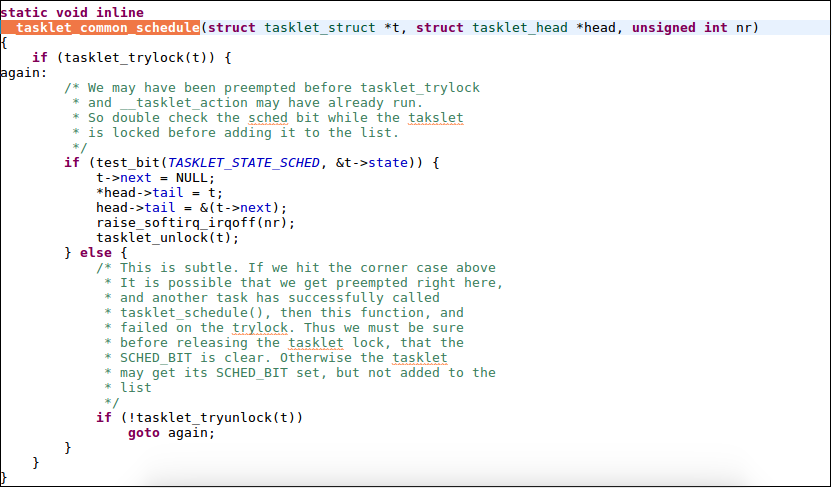 static void inline
__tasklet_common_schedule(struct tasklet_struct *t, struct tasklet_head *head, unsigned int nr)
{
    if (tasklet_trylock(t)) {
again:
        /* We may have been preempted before tasklet_trylock
         * and __tasklet_action may have already run.
         * So double check the sched bit while the takslet
         * is locked before adding it to the list.
         */
        if (test_bit(TASKLET_STATE_SCHED, &t->state)) {
            t->next = NULL;
            *head->tail = t;
            head->tail = &(t->next);
            raise_softirq_irqoff(nr);
            tasklet_unlock(t);
        } else {
            /* This is subtle. If we hit the corner case above
             * It is possible that we get preempted right here,
             * and another task has successfully called
             * tasklet_schedule(), then this function, and
             * failed on the trylock. Thus we must be sure
             * before releasing the tasklet lock, that the
             * SCHED_BIT is clear. Otherwise the tasklet
             * may get its SCHED_BIT set, but not added to the
             * list
             */
            if (!tasklet_tryunlock(t))
                goto again;
        }
    }
}